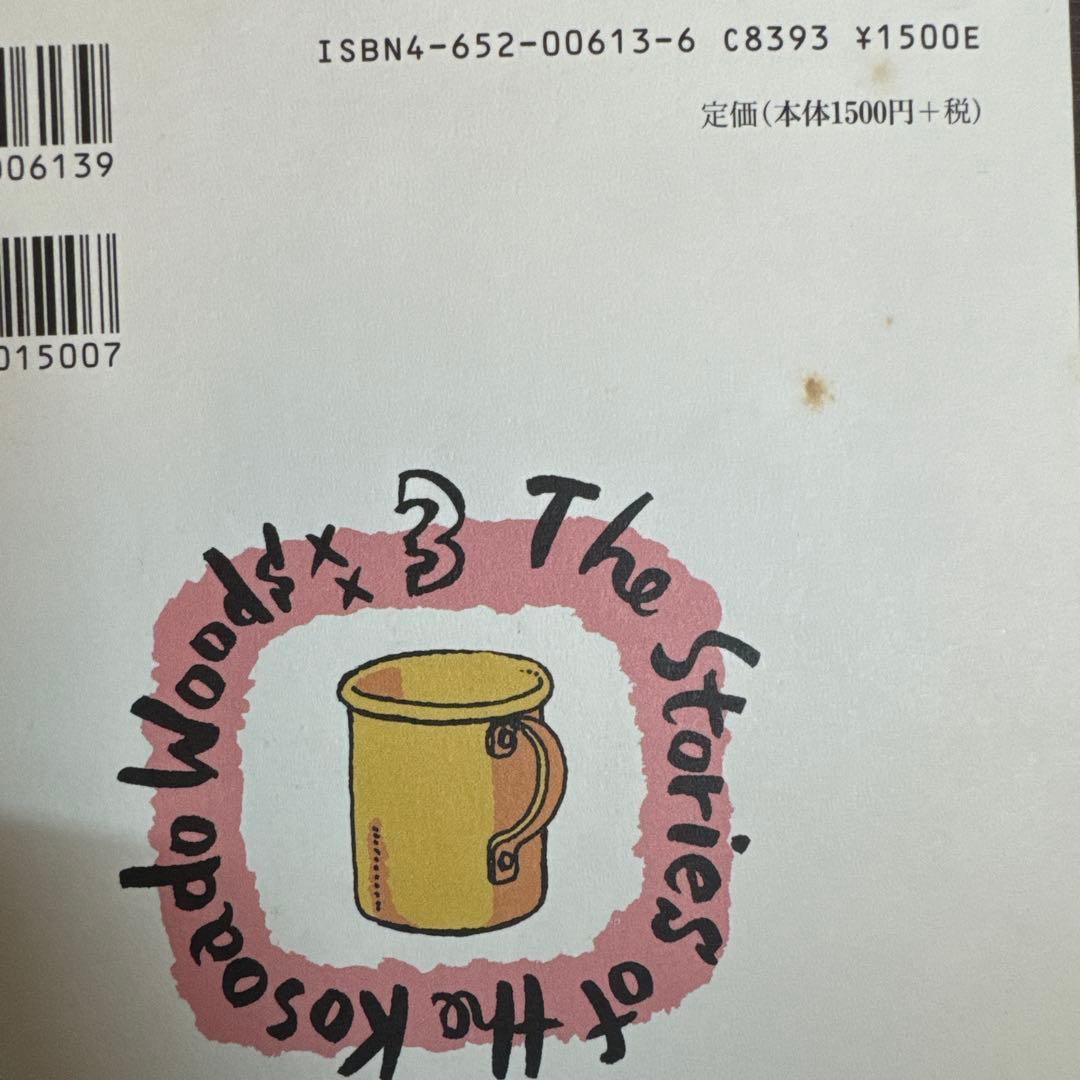 ISBN4-652-00613-6 C8393 ¥1500E
定価(本体1500円+税)
006139
015007
The Stories of the Kosoado Woods 3